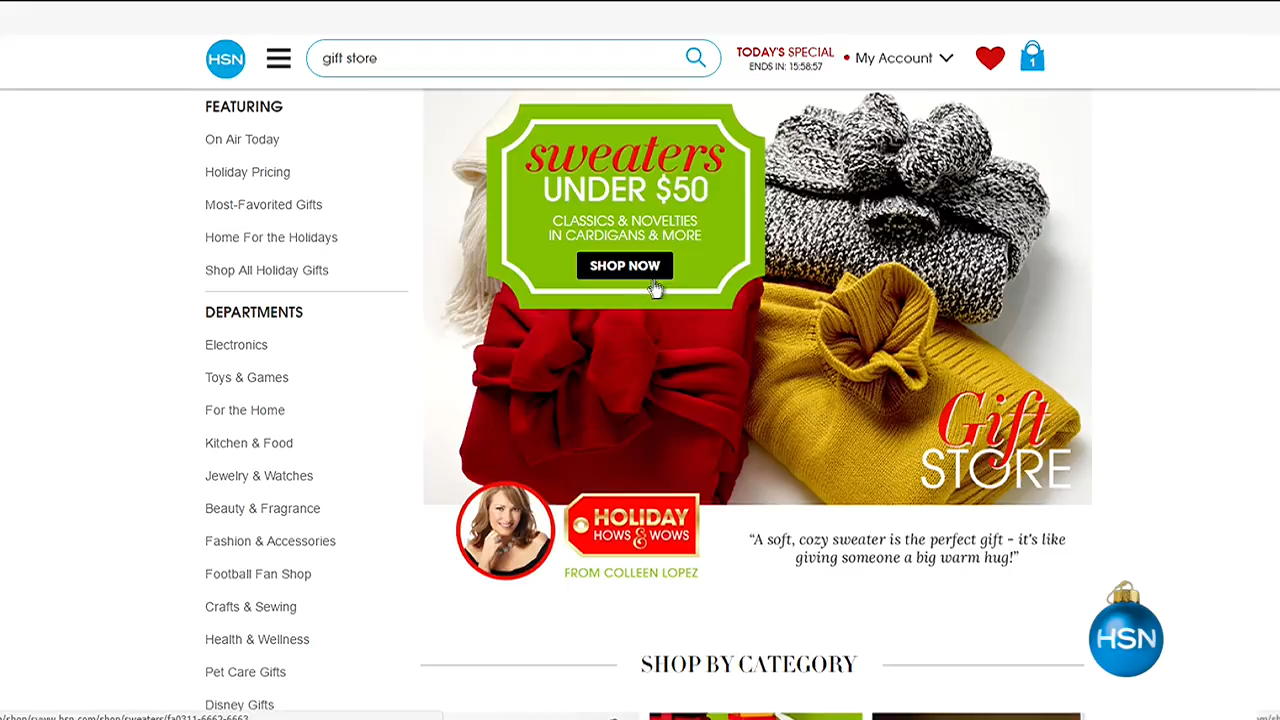 HSN
gift store
TODAY'S SPECIAL
ENDS IN: 15:58:57
My Account
1
FEATURING
On Air Today
Holiday Pricing
Most-Favorited Gifts
Home For the Holidays
Shop All Holiday Gifts
DEPARTMENTS
Electronics
Toys & Games
For the Home
Kitchen & Food
Jewelry & Watches
Beauty & Fragrance
Fashion & Accessories
Football Fan Shop
Crafts & Sewing
Health & Wellness
Pet Care Gifts
Disney Gifts
sweaters
UNDER $50
CLASSICS & NOVELTIES
IN CARDIGANS & MORE
SHOP NOW
Gift
STORE
HOLIDAY
HOWS & WOWS
FROM COLLEEN LOPEZ
“A soft, cozy sweater is the perfect gift - it's like
giving someone a big warm hug!”
HSN
SHOP BY CATEGORY